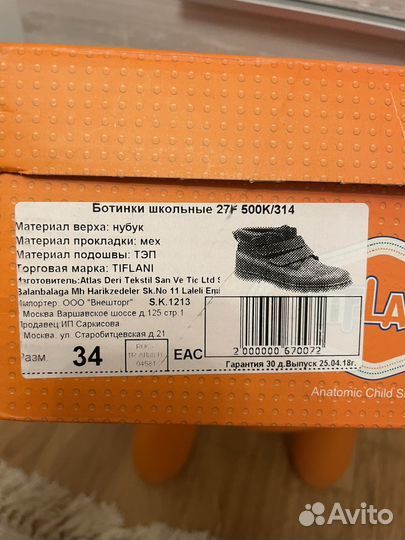 Ботинки школьные 27F 500K/314
Материал верха: нубук
Материал прокладки: мех
Материал подошвы: ТЭП
Торговая марка: TIFLANI
Изготовитель:Atlas Deri Tekstil San Ve Tic Ltd
Balanbalaga Mh Harikzedeler Sk.No 11 Laleli
Импортер: ООО "Внешторг" S.K.1213
Москва Варшавское шоссе д.125 стр 1
Продавец ИП Саркисова
Москва, ул. Старобитцевская д.21
Разм. 34
EAC
2 000000 670072
Гарантия 30 д.Выпуск 25.04.18г.
Anatomic Child
Avito